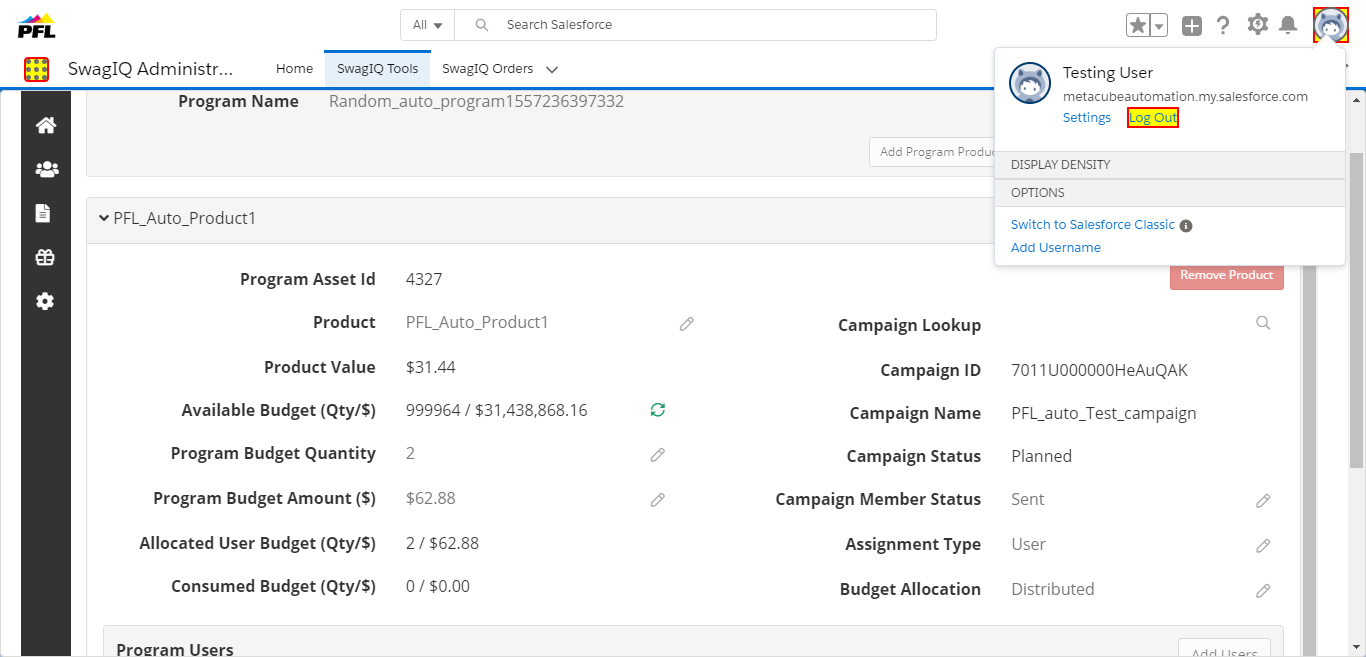 PFL
All
Search Salesforce
SwagIQ Administr...
Home
SwagIQ Tools
SwagIQ Orders
Testing User
metacubeautomation.my.salesforce.com
Settings
Log Out
DISPLAY DENSITY
OPTIONS
Switch to Salesforce Classic
Add Username
Program Name Random_auto_program1557236397332
Add Program Produc
PFL_Auto_Product1
Remove Product
Program Asset Id 4327
Product PFL_Auto_Product1
Product Value $31.44
Available Budget (Qty/$) 999964 / $31,438,868.16
Program Budget Quantity 2
Program Budget Amount ($) $62.88
Allocated User Budget (Qty/$) 2 / $62.88
Consumed Budget (Qty/$) 0 / $0.00
Campaign Lookup
Campaign ID 7011U000000HeAuQAK
Campaign Name PFL_auto_Test_campaign
Campaign Status Planned
Campaign Member Status Sent
Assignment Type User
Budget Allocation Distributed
Program Users
Add Users